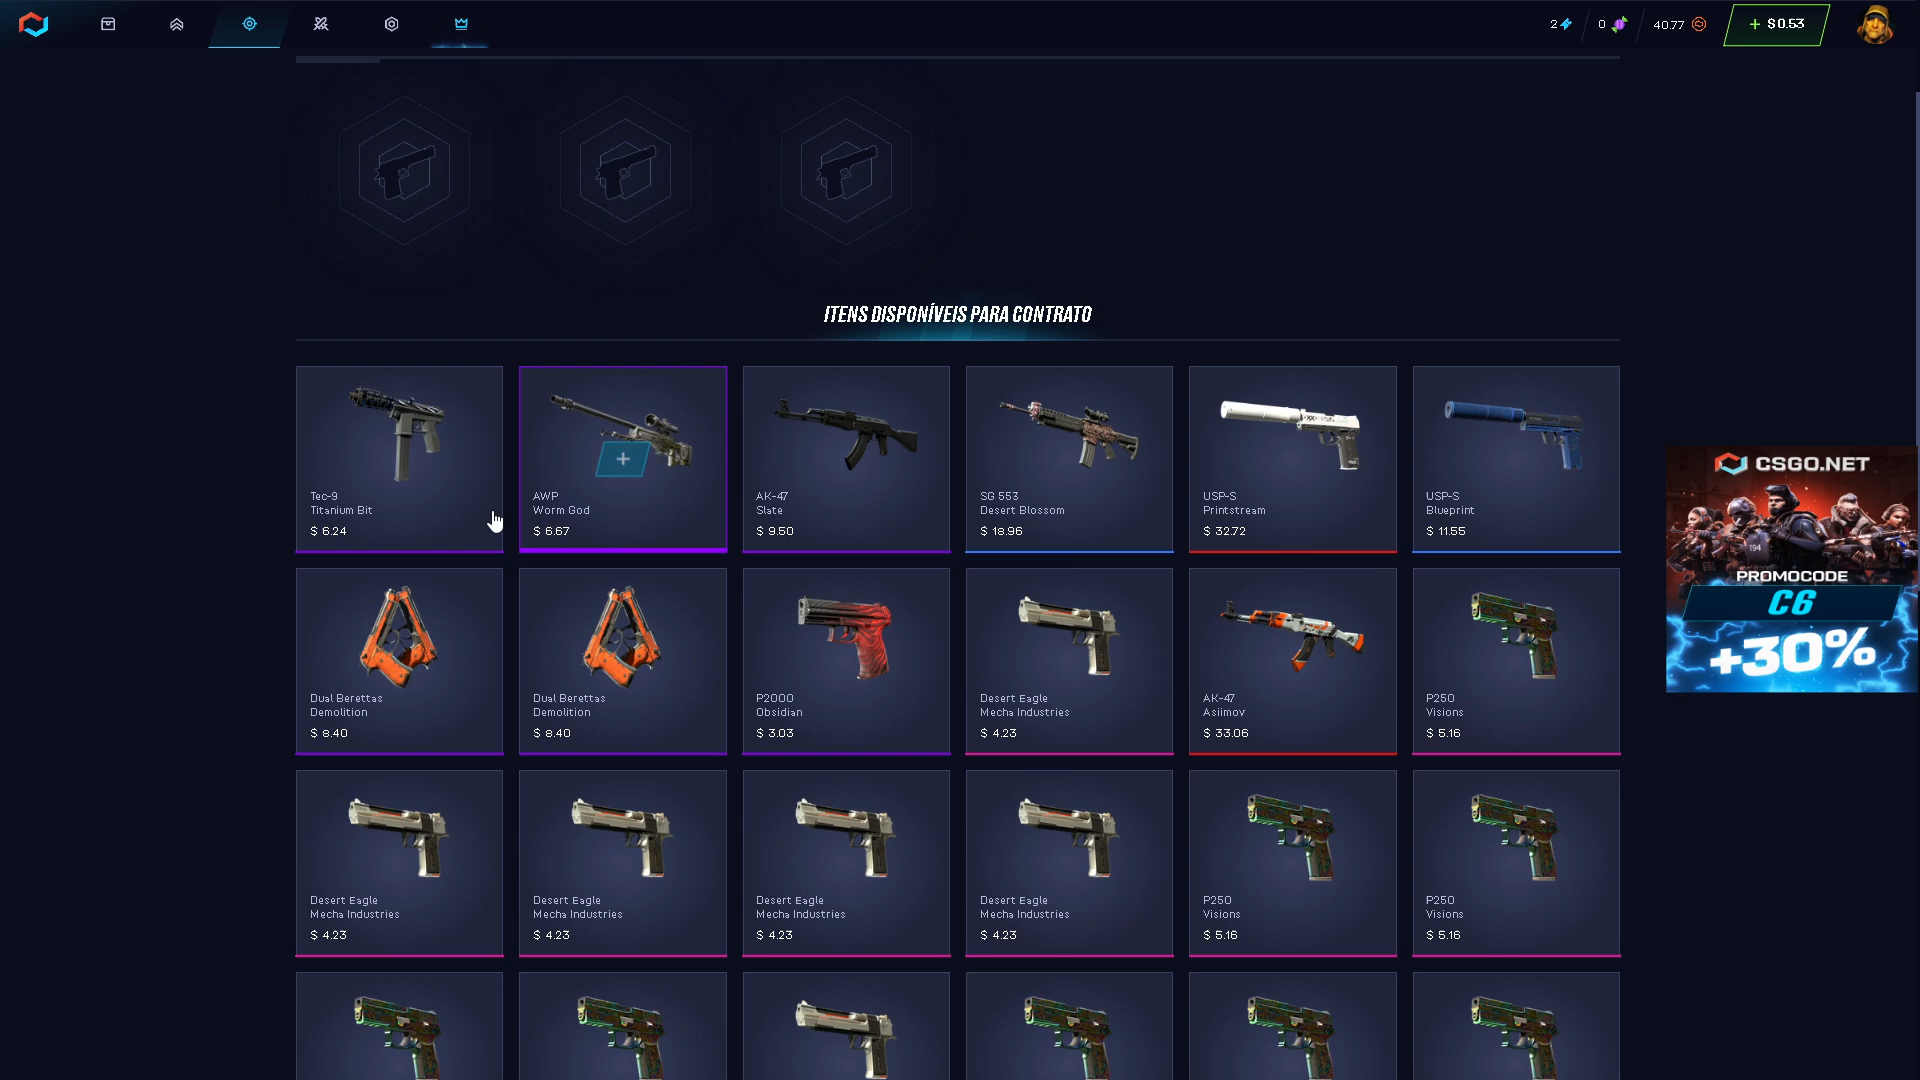 2
0
40.77
+ $ 0.53
ITENS DISPONÍVEIS PARA CONTRATO
Tec-9
Titanium Bit
$ 6.24
AWP
Worm God
$ 6.67
AK-47
Slate
$ 9.50
SG 553
Desert Blossom
$ 18.96
USP-S
Printstream
$ 32.72
USP-S
Blueprint
$ 11.55
Dual Berettas
Demolition
$ 8.40
Dual Berettas
Demolition
$ 8.40
P2000
Obsidian
$ 3.03
Desert Eagle
Mecha Industries
$ 4.23
AK-47
Asiimov
$ 33.06
P250
Visions
$ 5.16
Desert Eagle
Mecha Industries
$ 4.23
Desert Eagle
Mecha Industries
$ 4.23
Desert Eagle
Mecha Industries
$ 4.23
Desert Eagle
Mecha Industries
$ 4.23
P250
Visions
$ 5.16
P250
Visions
$ 5.16
CSGO.NET
194
PROMOCODE
C6
+30%